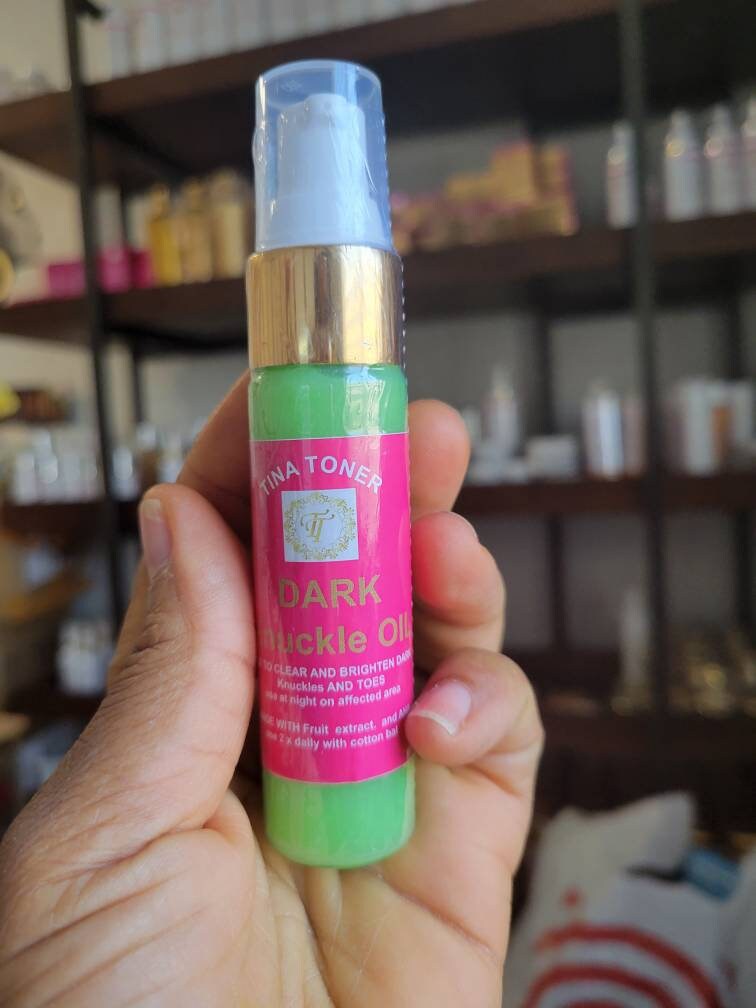 TINA TONER
TT
DARK
nuckle OIL
TO CLEAR AND BRIGHTEN DARK
Knuckles AND TOES
use at night on affected area
WITH Fruit extract, and
2 x daily with cotton bal